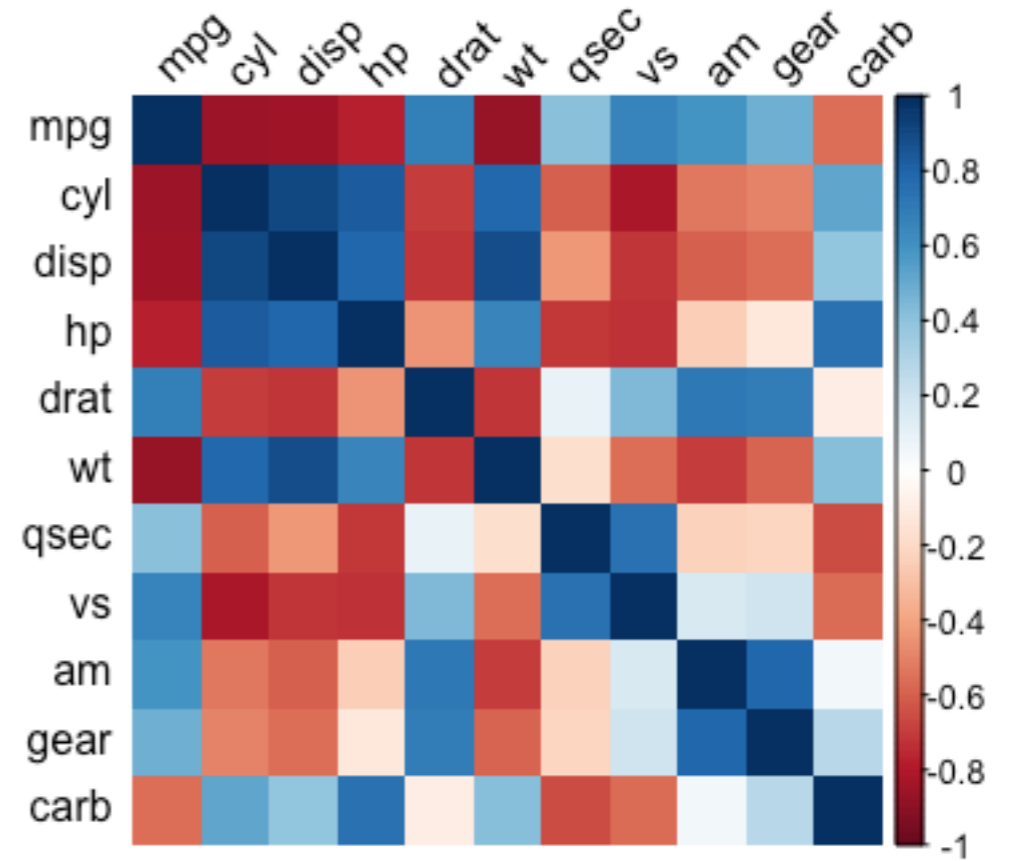 mpg cyl disp hp drat wt qsec vs am gear carb
mpg
cyl
disp
hp
drat
wt
qsec
vs
am
gear
carb
1
0.8
0.6
0.4
0.2
0
-0.2
-0.4
-0.6
-0.8
-1